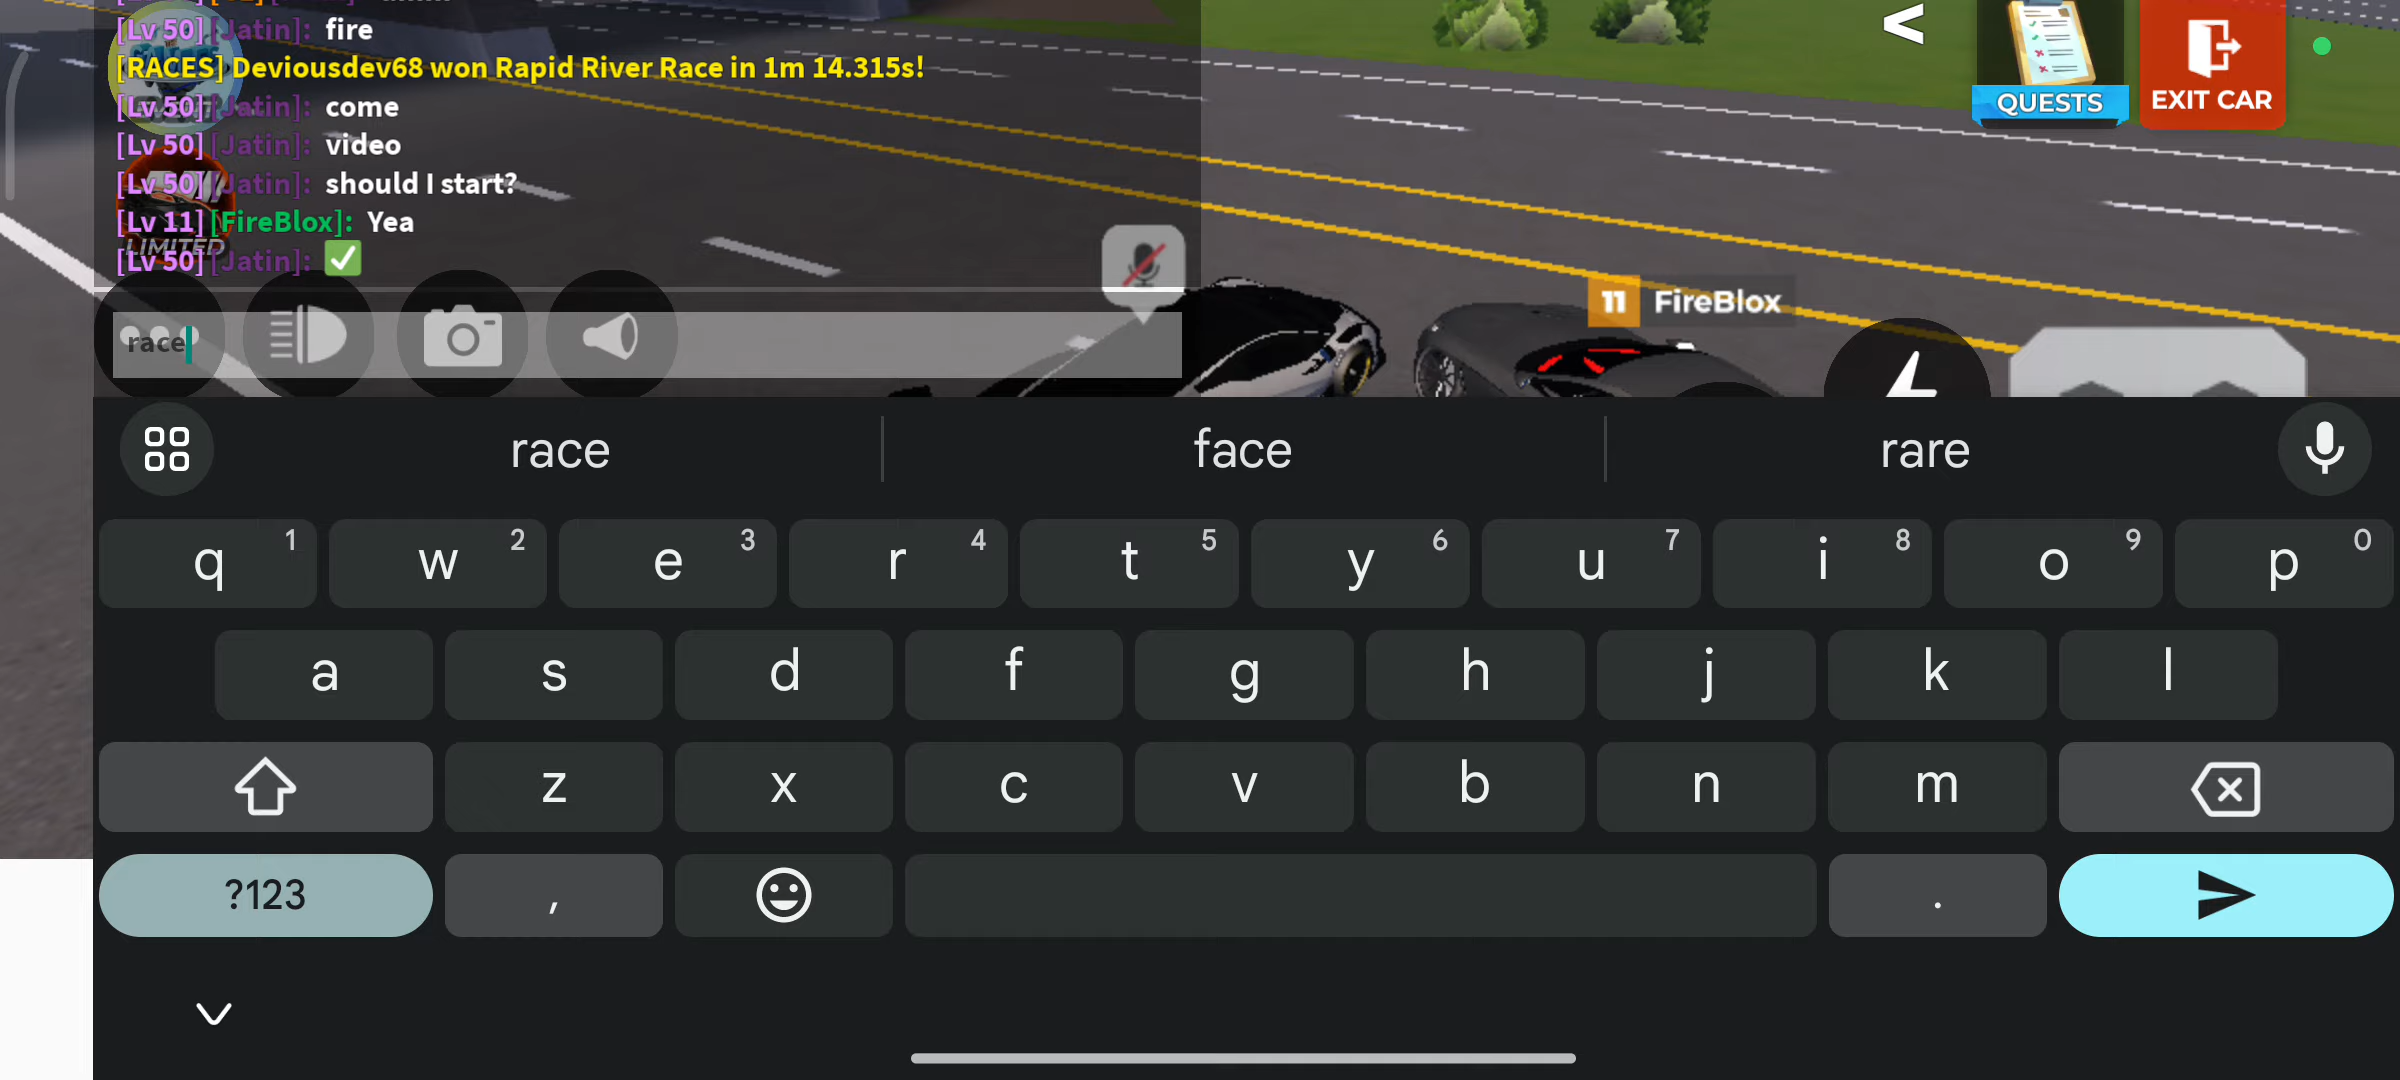 [Lv 50][Jatin]: fire
[RACES] Deviousdev68 won Rapid River Race in 1m 14.315s!
[Lv 50][Jatin]: come
[Lv 50][Jatin]: video
[Lv 50][Jatin]: should I start?
[Lv 11][FireBlox]: Yea
LIMITED
[Lv 50][Jatin]: ✅
race
QUESTS
EXIT CAR
11 FireBlox
race face rare
q 1 w 2 e 3 r 4 t 5 y 6 u 7 i 8 o 9 p 0
a s d f g h j k l
z x c v b n m
?123 , .